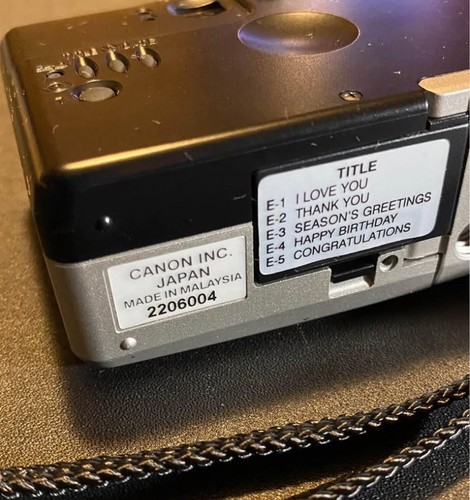 TITLE
E-1 I LOVE YOU
E-2 THANK YOU
E-3 SEASON'S GREETINGS
E-4 HAPPY BIRTHDAY
E-5 CONGRATULATIONS
CANON INC.
JAPAN
MADE IN MALAYSIA
2206004